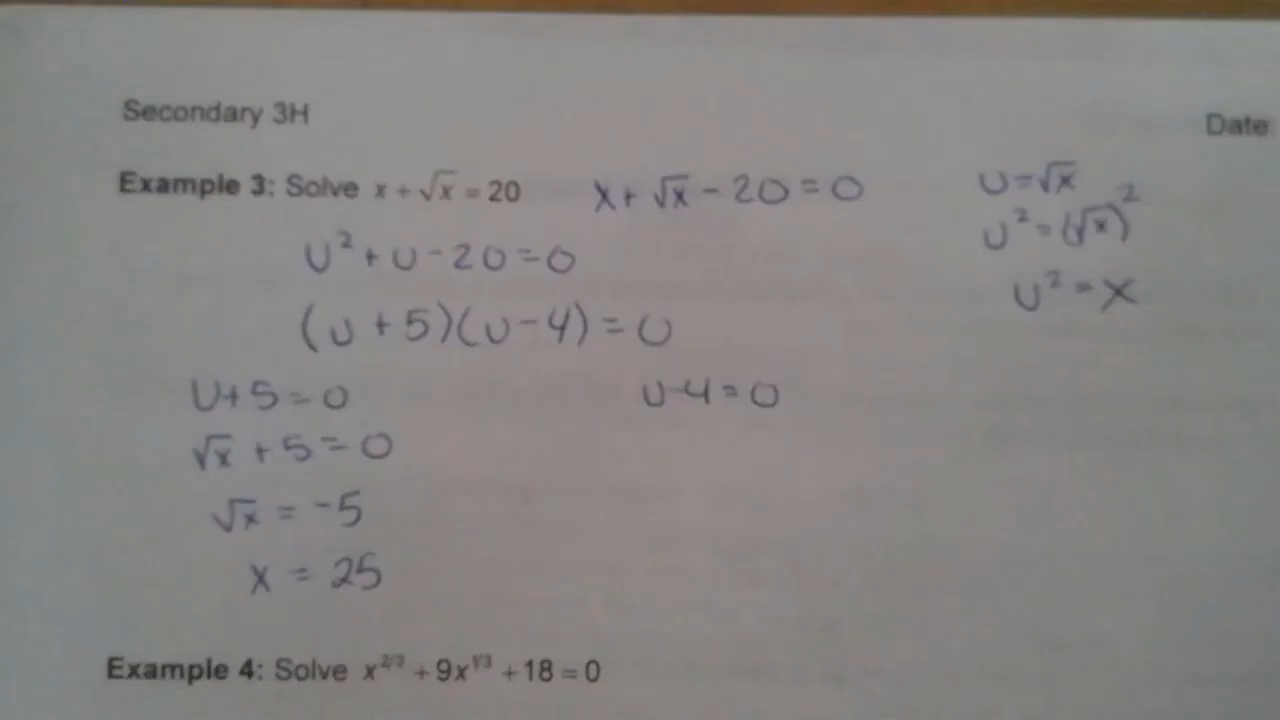 Secondary 3H
Date
Example 3: Solve x + √x = 20
x + √x - 20 = 0
u = √x
u² = (√x)²
u² = x
u² + u - 20 = 0
(u + 5)(u - 4) = 0
u + 5 = 0
u - 4 = 0
√x + 5 = 0
√x = -5
x = 25
Example 4: Solve x^{2/3} + 9x^{1/3} + 18 = 0